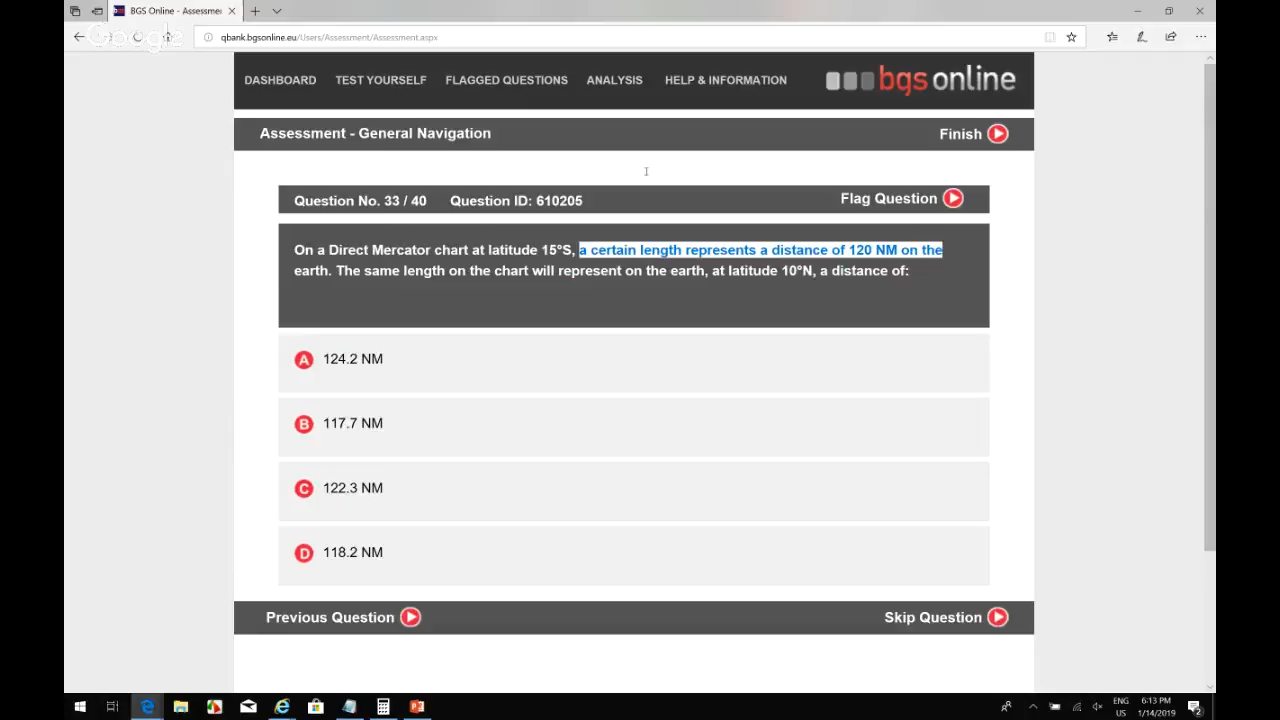 BGS Online - Assessmen
Google
qbank.bgsonline.eu/Users/Assessment/Assessment.aspx
DASHBOARD TEST YOURSELF FLAGGED QUESTIONS ANALYSIS HELP & INFORMATION bgs online
Assessment - General Navigation Finish
Question No. 33 / 40 Question ID: 610205 Flag Question
On a Direct Mercator chart at latitude 15°S, a certain length represents a distance of 120 NM on the
earth. The same length on the chart will represent on the earth, at latitude 10°N, a distance of:
A 124.2 NM
B 117.7 NM
C 122.3 NM
D 118.2 NM
Previous Question Skip Question
ENG 6:13 PM
US 1/14/2019 2